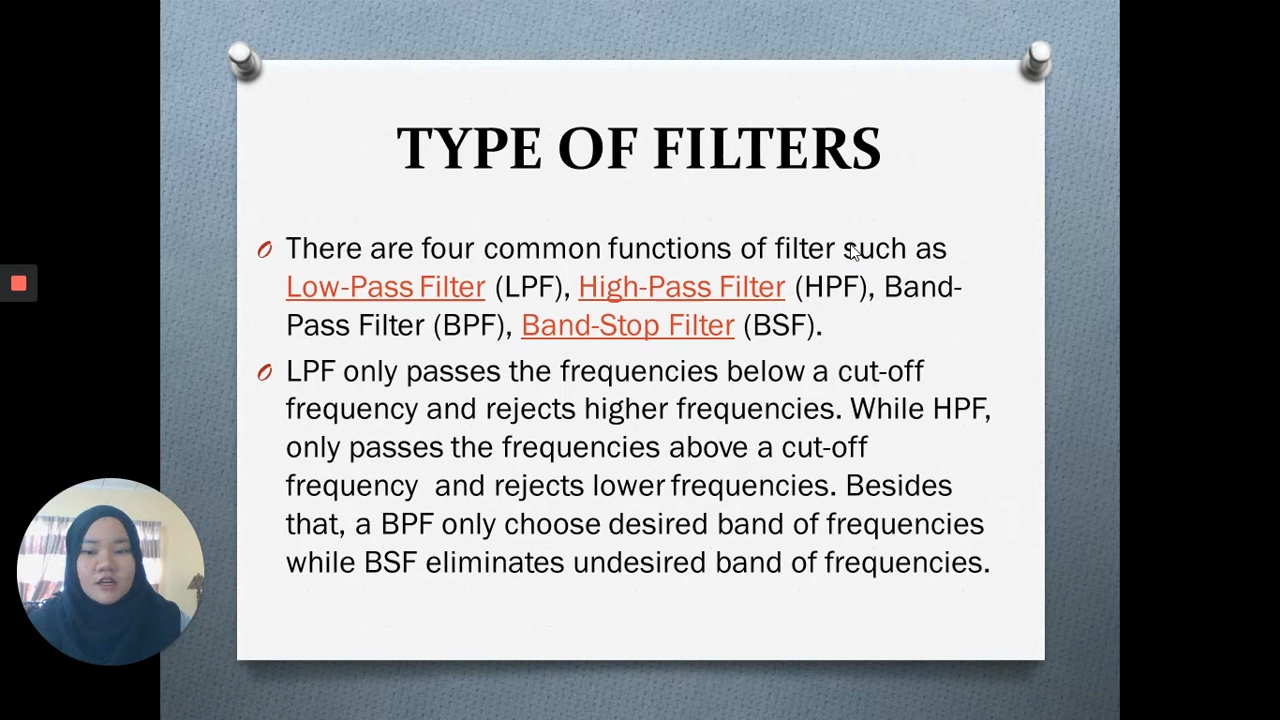 TYPE OF FILTERS
There are four common functions of filter such as
Low-Pass Filter (LPF), High-Pass Filter (HPF), Band-
Pass Filter (BPF), Band-Stop Filter (BSF).
LPF only passes the frequencies below a cut-off
frequency and rejects higher frequencies. While HPF,
only passes the frequencies above a cut-off
frequency  and rejects lower frequencies. Besides
that, a BPF only choose desired band of frequencies
while BSF eliminates undesired band of frequencies.